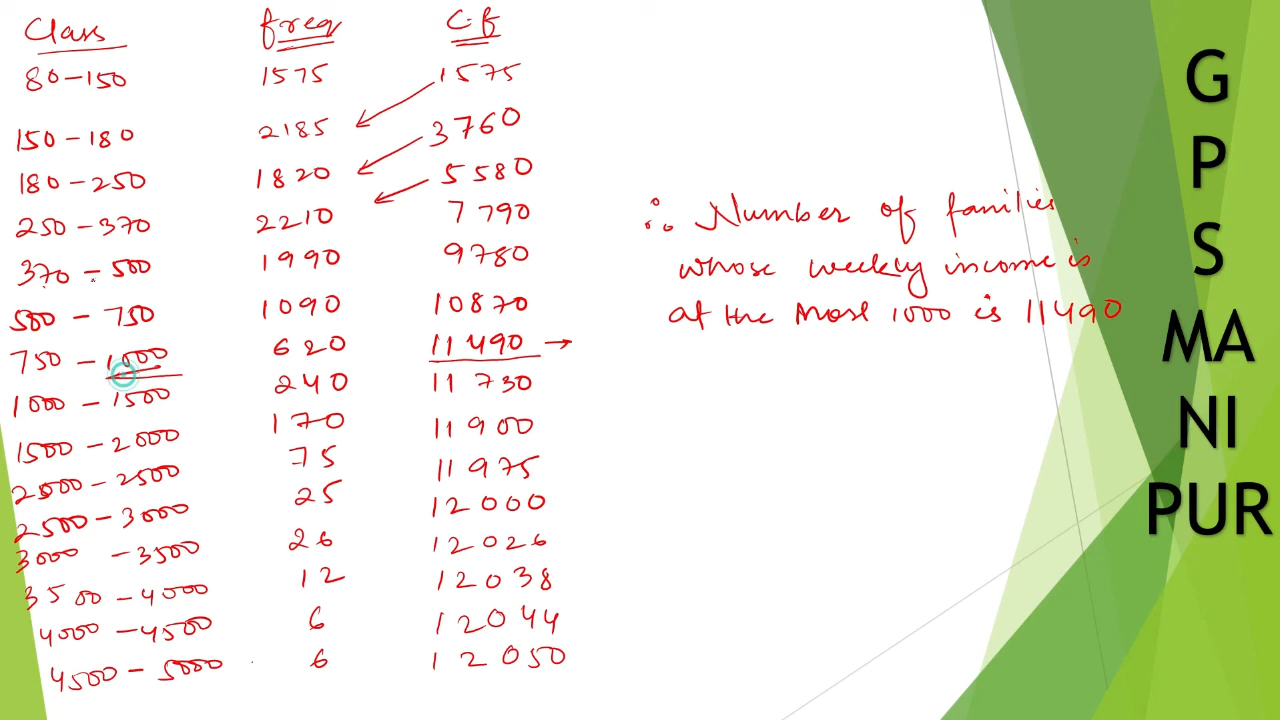 Class freq C.f
80-150 1575 1575
150-180 2185 3760
180-250 1820 5580
250-370 2210 7790
370-500 1990 9780
500-750 1090 10870
750-1000 620 11490
1000-1500 240 11730
1500-2000 170 11900
2000-2500 75 11975
2500-3000 25 12000
3000-3500 26 12026
3500-4000 12 12038
4000-4500 6 12044
4500-5000 6 12050
∴ Number of families
whose weekly income is
at the most 1000 is 11490
G
P
S
MA
NI
PUR